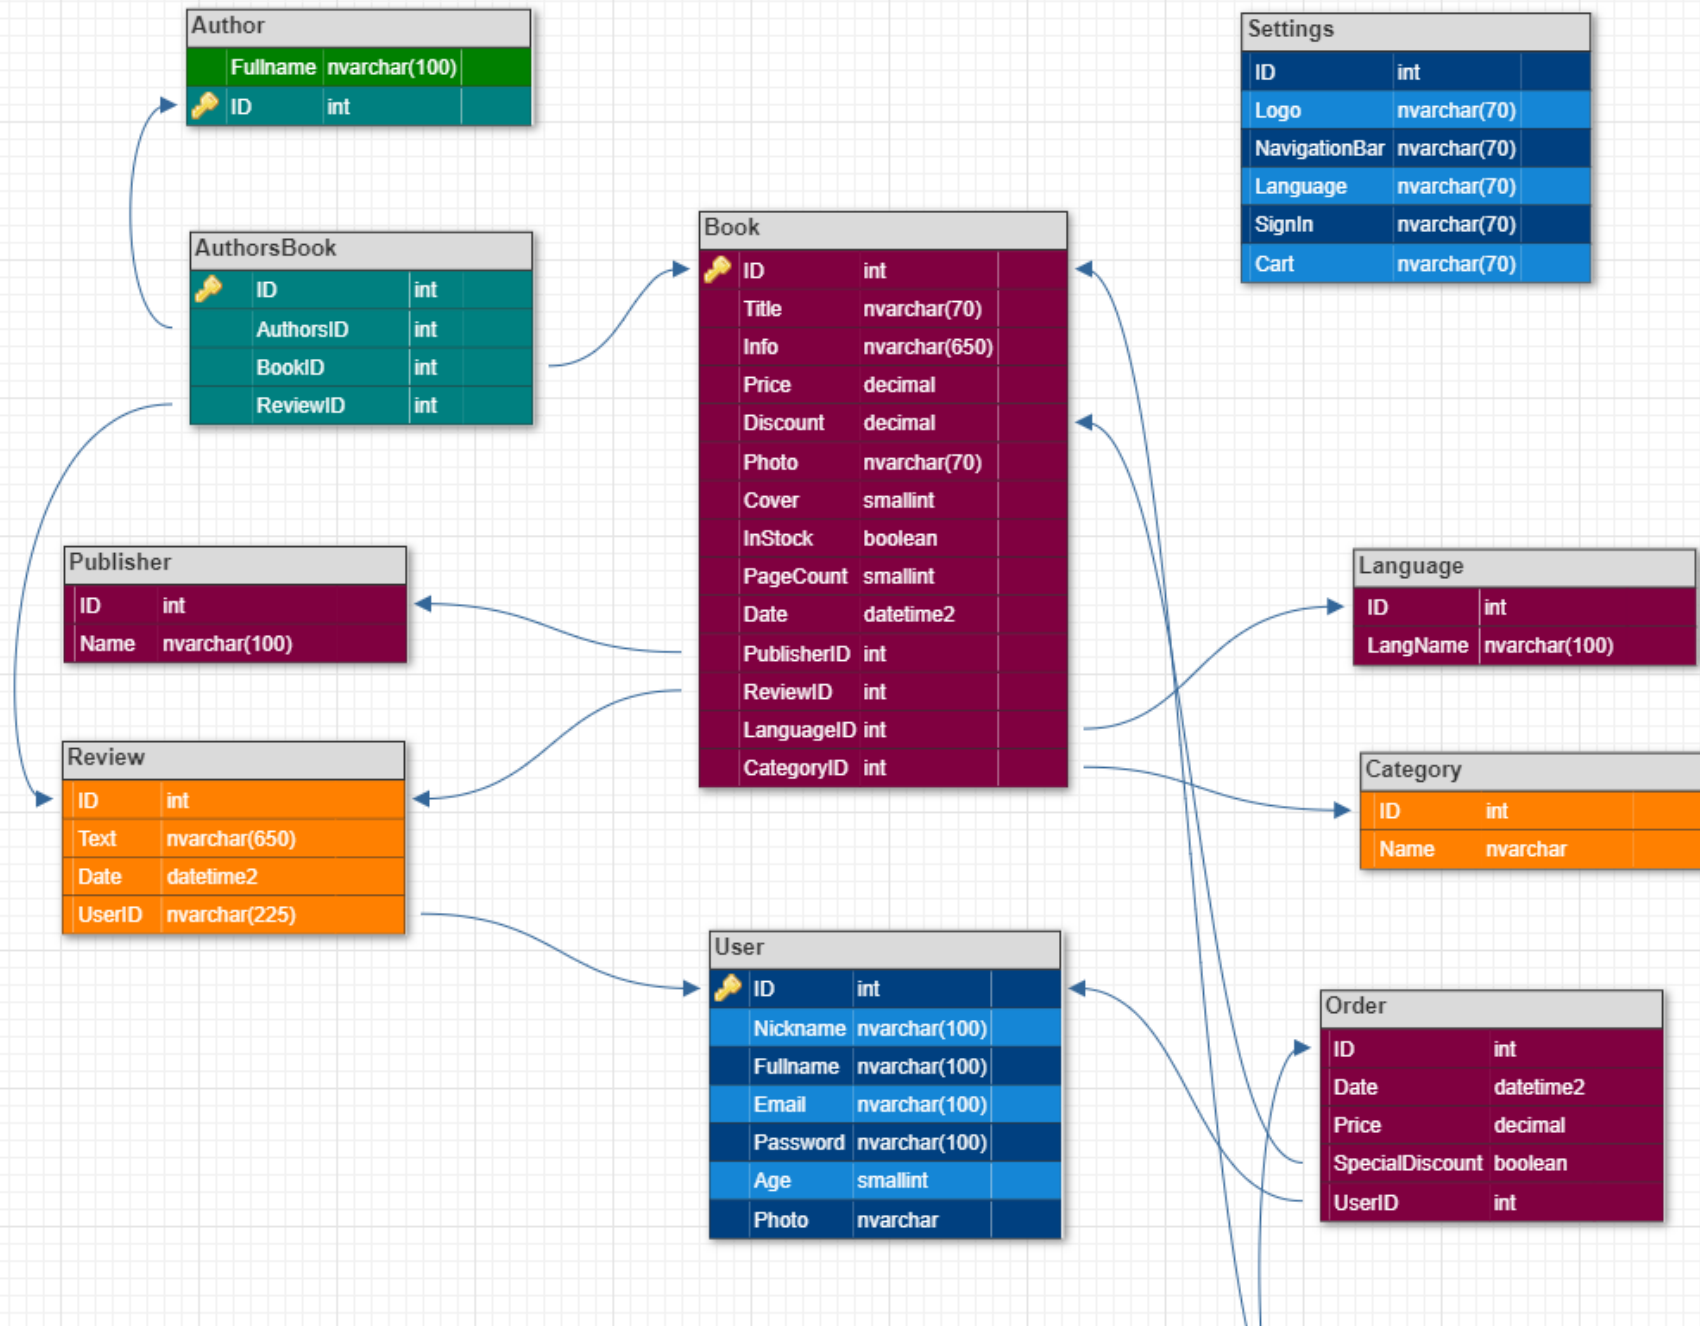 Author
Fullname nvarchar(100)
ID int
Settings
ID int
Logo nvarchar(70)
NavigationBar nvarchar(70)
Language nvarchar(70)
SignIn nvarchar(70)
Cart nvarchar(70)
AuthorsBook
ID int
AuthorsID int
BookID int
ReviewID int
Book
ID int
Title nvarchar(70)
Info nvarchar(650)
Price decimal
Discount decimal
Photo nvarchar(70)
Cover smallint
InStock boolean
PageCount smallint
Date datetime2
PublisherID int
ReviewID int
LanguageID int
CategoryID int
Publisher
ID int
Name nvarchar(100)
Language
ID int
LangName nvarchar(100)
Review
ID int
Text nvarchar(650)
Date datetime2
UserID nvarchar(225)
Category
ID int
Name nvarchar
User
ID int
Nickname nvarchar(100)
Fullname nvarchar(100)
Email nvarchar(100)
Password nvarchar(100)
Age smallint
Photo nvarchar
Order
ID int
Date datetime2
Price decimal
SpecialDiscount boolean
UserID int